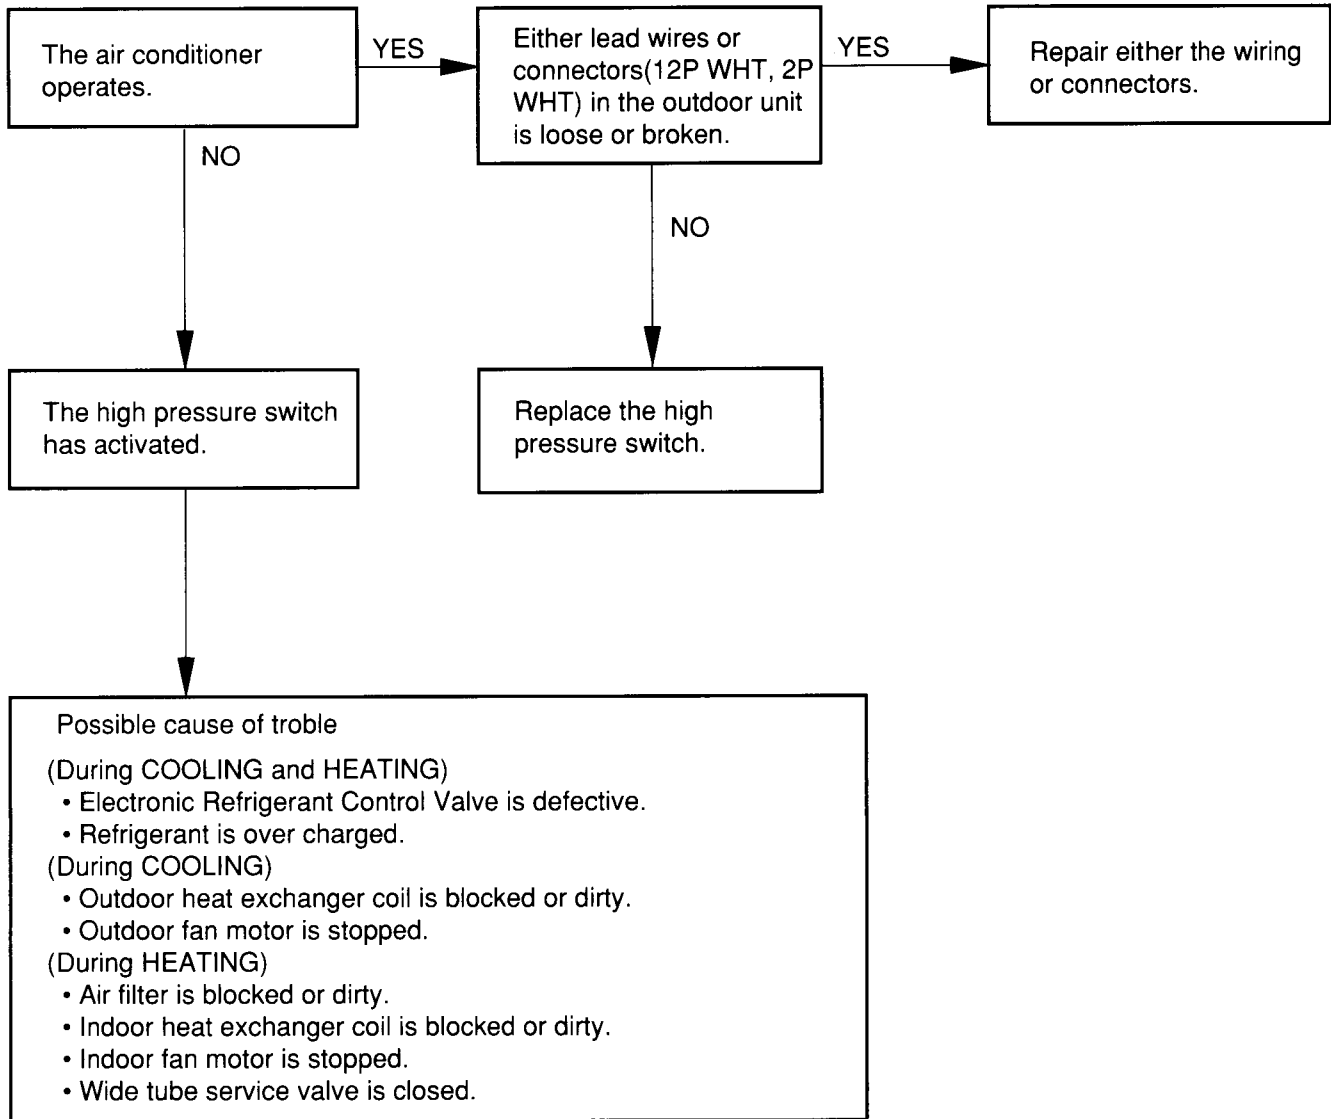 The air conditioner
operates.
YES
Either lead wires or
connectors(12P WHT, 2P
WHT) in the outdoor unit
is loose or broken.
YES
Repair either the wiring
or connectors.
NO
NO
The high pressure switch
has activated.
Replace the high
pressure switch.
Possible cause of troble
(During COOLING and HEATING)
• Electronic Refrigerant Control Valve is defective.
• Refrigerant is over charged.
(During COOLING)
• Outdoor heat exchanger coil is blocked or dirty.
• Outdoor fan motor is stopped.
(During HEATING)
• Air filter is blocked or dirty.
• Indoor heat exchanger coil is blocked or dirty.
• Indoor fan motor is stopped.
• Wide tube service valve is closed.